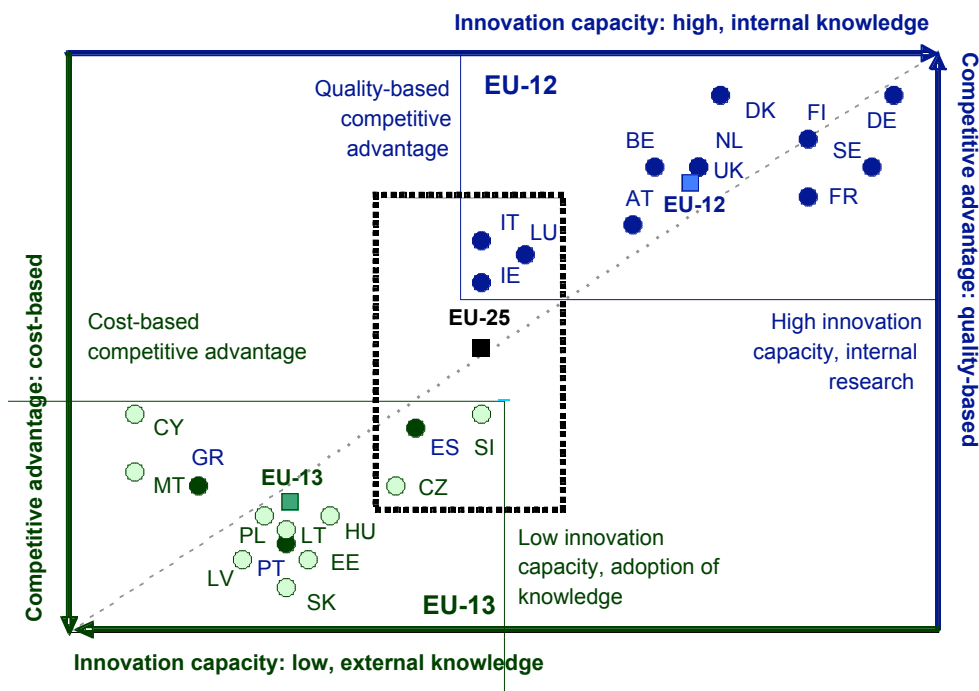 Innovation capacity: high, internal knowledge
Quality-based
competitive
advantage
EU-12
DK
FI
DE
BE
NL
SE
UK
AT
EU-12
FR
IT
LU
IE
EU-25
Cost-based
competitive advantage
High innovation
capacity, internal
research
CY
GR
ES
SI
MT
EU-13
CZ
PL
LT
HU
LV
PT
EE
SK
EU-13
Low innovation
capacity, adoption of
knowledge
Innovation capacity: low, external knowledge
Competitive advantage: cost-based
Competitive advantage: quality-based